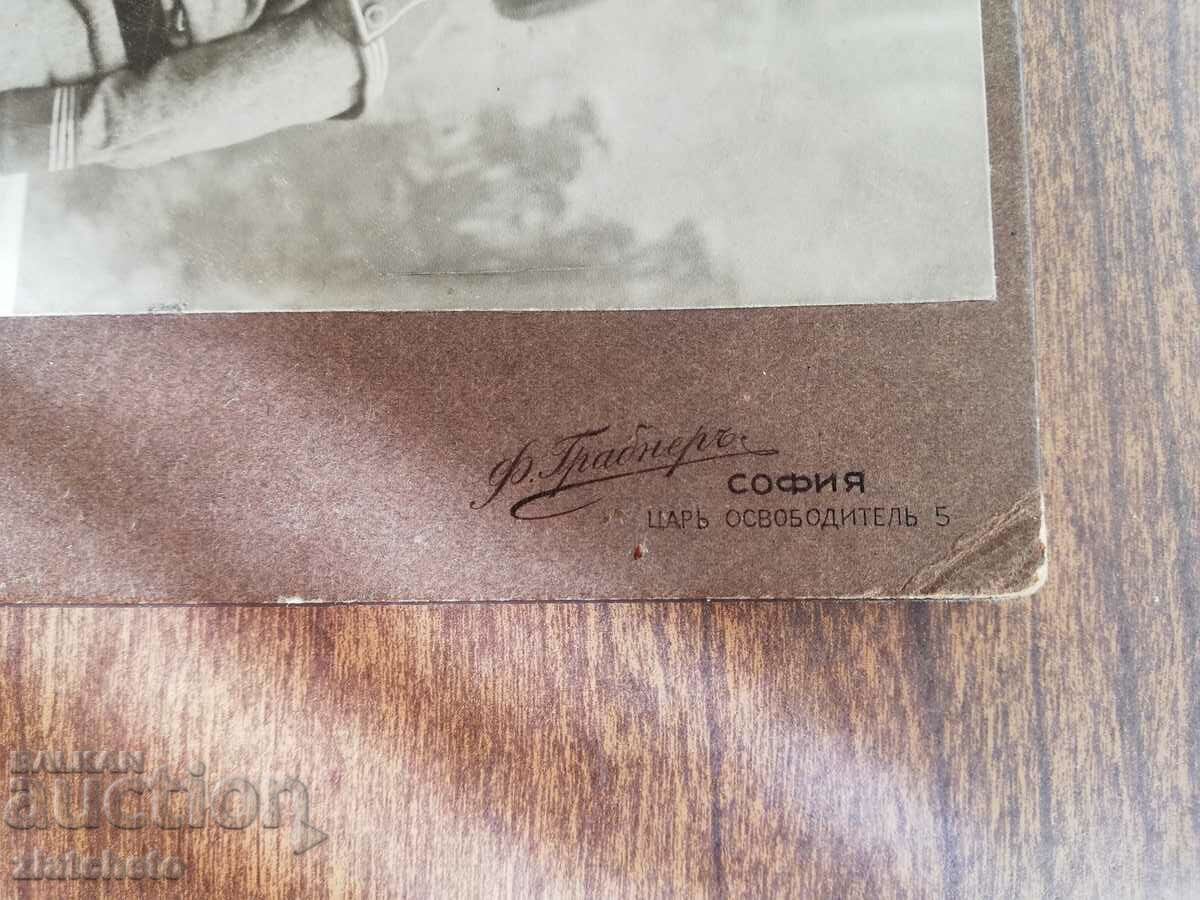 Ф. Грабнеръ
СОФИЯ
ЦАРЬ ОСВОБОДИТЕЛЬ 5
BALKAN
auction
zlatcheto